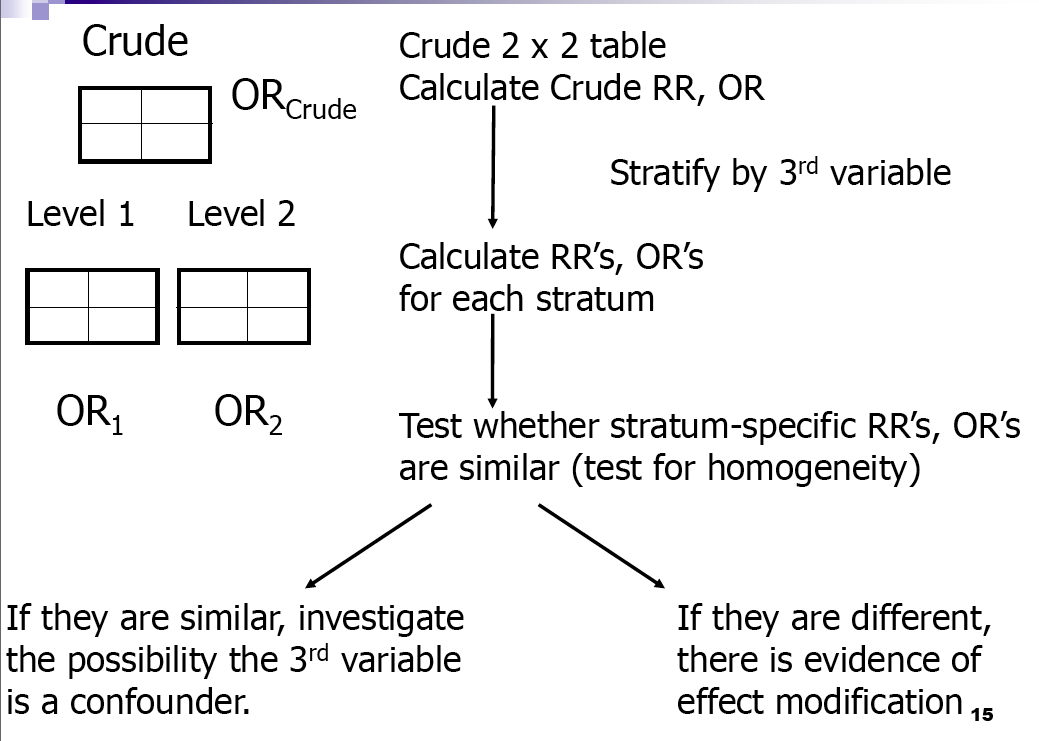 Crude
OR_Crude
Crude 2 x 2 table
Calculate Crude RR, OR
Stratify by 3rd variable
Level 1 Level 2
Calculate RR’s, OR’s
for each stratum
OR1 OR2
Test whether stratum-specific RR’s, OR’s
are similar (test for homogeneity)
If they are similar, investigate
the possibility the 3rd variable
is a confounder.
If they are different,
there is evidence of
effect modification
15